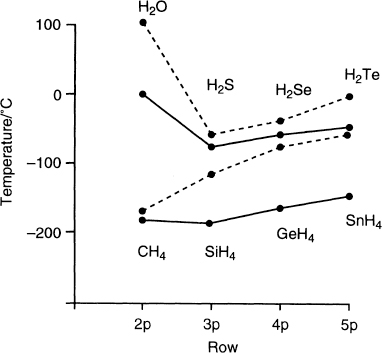 H2O
100
H2S
H2Te
H2Se
0
Temperature/°C
−100
−200
SnH4
GeH4
CH4
SiH4
2p 3p 4p 5p
Row